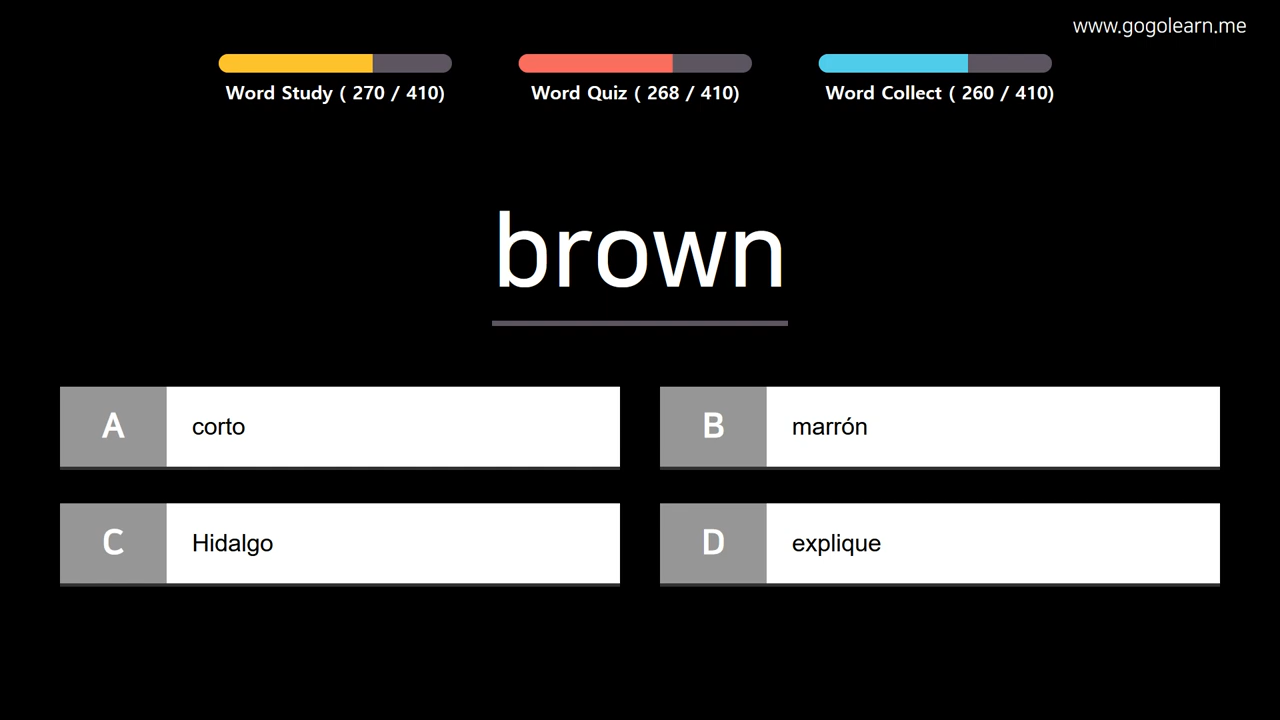 www.gogolearn.me
Word Study ( 270 / 410)
Word Quiz ( 268 / 410)
Word Collect ( 260 / 410)
brown
A corto
B marrón
C Hidalgo
D explique